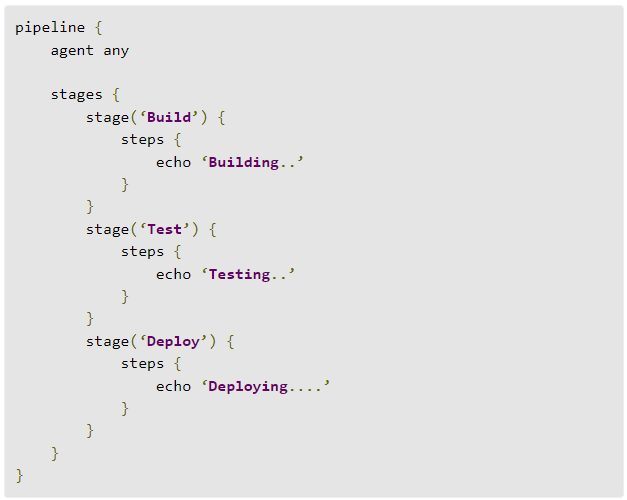 pipeline {
    agent any

    stages {
        stage(‘Build’) {
            steps {
                echo ‘Building..’
            }
        }
        stage(‘Test’) {
            steps {
                echo ‘Testing..’
            }
        }
        stage(‘Deploy’) {
            steps {
                echo ‘Deploying....’
            }
        }
    }
}